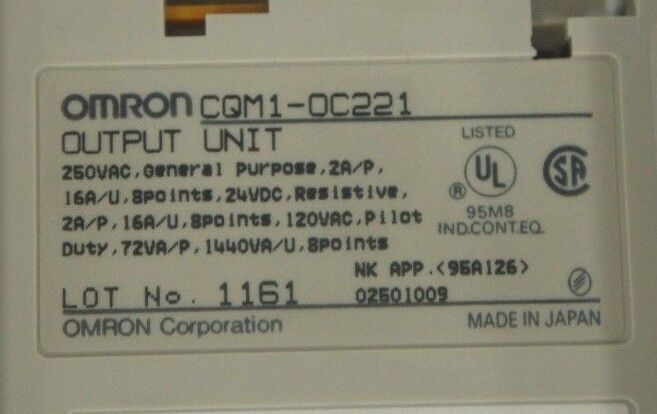 OMRON CQM1-OC221
OUTPUT UNIT
250VAC,General Purpose,2A/P,
16A/U,8points,24VDC,Resistive,
2A/P,16A/U,8points,120VAC,Pilot
Duty,72VA/P,1440VA/U,8points
LISTED
UL
®
95M8
IND.CONT.EQ.
SA
NK APP.<95A126>
LOT No. 1161 02501009
OMRON Corporation
MADE IN JAPAN